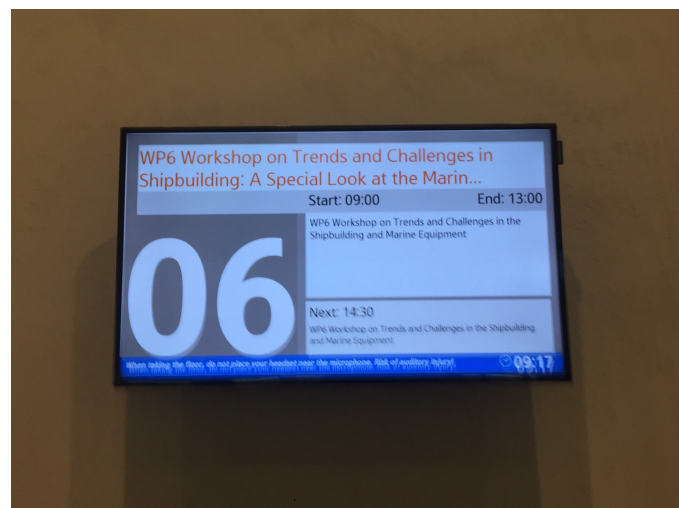 WP6 Workshop on Trends and Challenges in
Shipbuilding: A Special Look at the Marin...
Start: 09:00 End: 13:00
06
WP6 Workshop on Trends and Challenges in the
Shipbuilding and Marine Equipment
Next: 14:30
WP6 Workshop on Trends and Challenges in the Shipbuilding
and Marine Equipment
When taking the floor, do not place your headset near the microphone. Risk of auditory injury! 09:17